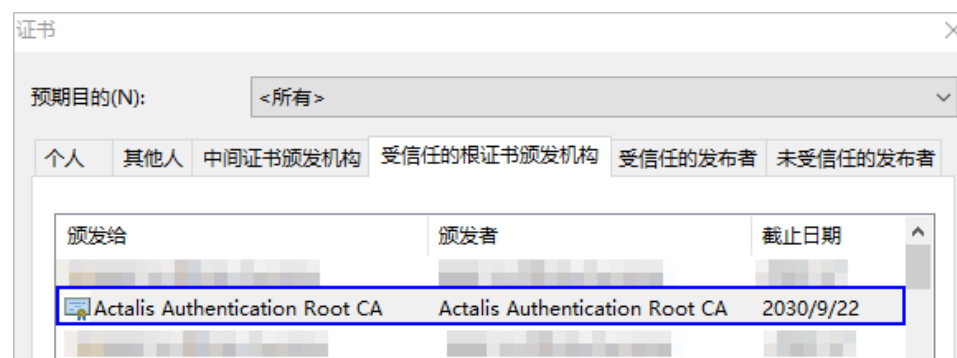 证书
预期目的(N): <所有>
个人 其他人 中间证书颁发机构 受信任的根证书颁发机构 受信任的发布者 未受信任的发布者
颁发给 颁发者 截止日期
Actalis Authentication Root CA Actalis Authentication Root CA 2030/9/22